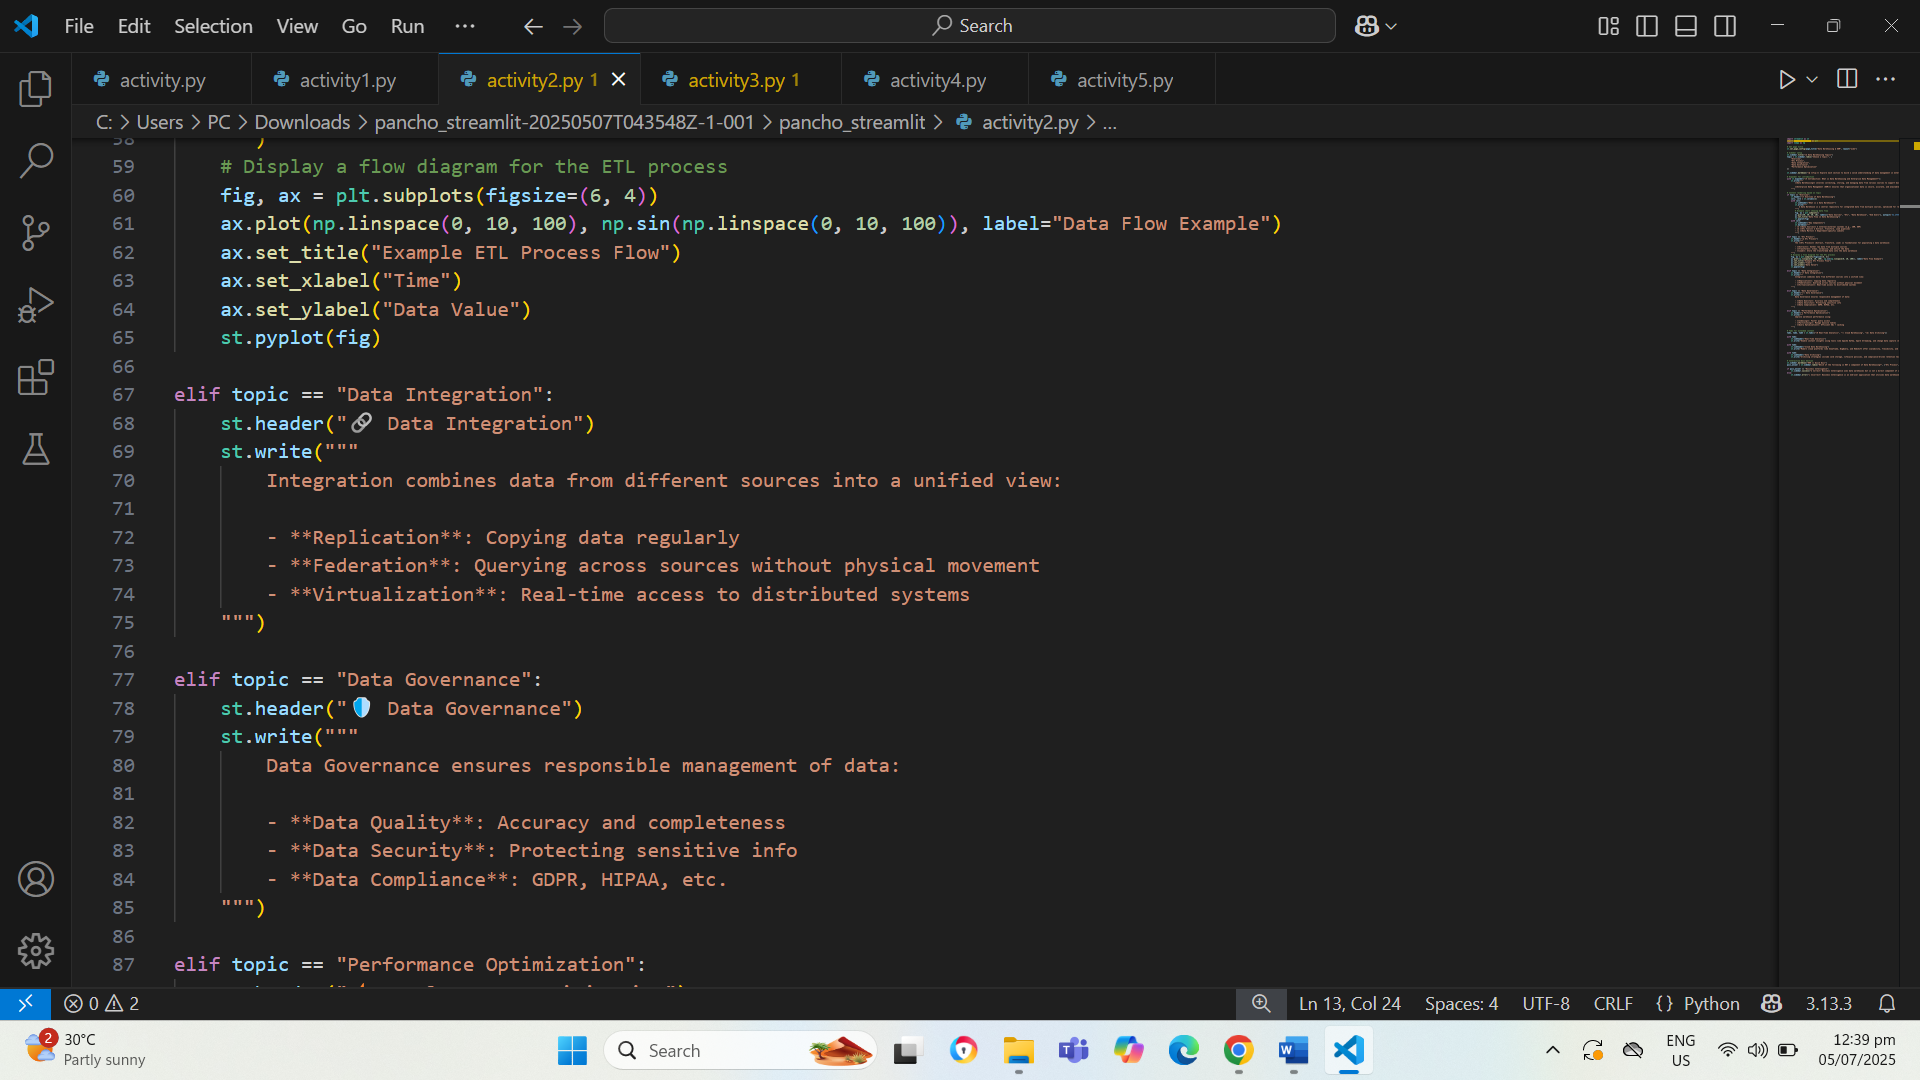 File Edit Selection View Go Run ··· Search
activity.py activity1.py activity2.py 1 activity3.py 1 activity4.py activity5.py
C: > Users > PC > Downloads > pancho_streamlit-20250507T043548Z-1-001 > pancho_streamlit > activity2.py > ...
58 )
59 # Display a flow diagram for the ETL process
60 fig, ax = plt.subplots(figsize=(6, 4))
61 ax.plot(np.linspace(0, 10, 100), np.sin(np.linspace(0, 10, 100)), label="Data Flow Example")
62 ax.set_title("Example ETL Process Flow")
63 ax.set_xlabel("Time")
64 ax.set_ylabel("Data Value")
65 st.pyplot(fig)
66
67 elif topic == "Data Integration":
68 st.header("🔗 Data Integration")
69 st.write("""
70 Integration combines data from different sources into a unified view:
71
72 - **Replication**: Copying data regularly
73 - **Federation**: Querying across sources without physical movement
74 - **Virtualization**: Real-time access to distributed systems
75 """)
76
77 elif topic == "Data Governance":
78 st.header("🛡️ Data Governance")
79 st.write("""
80 Data Governance ensures responsible management of data:
81
82 - **Data Quality**: Accuracy and completeness
83 - **Data Security**: Protecting sensitive info
84 - **Data Compliance**: GDPR, HIPAA, etc.
85 """)
86
87 elif topic == "Performance Optimization":
0 2 Ln 13, Col 24 Spaces: 4 UTF-8 CRLF {} Python 3.13.3
2 30°C
Partly sunny
Search
ENG
US
12:39 pm
05/07/2025